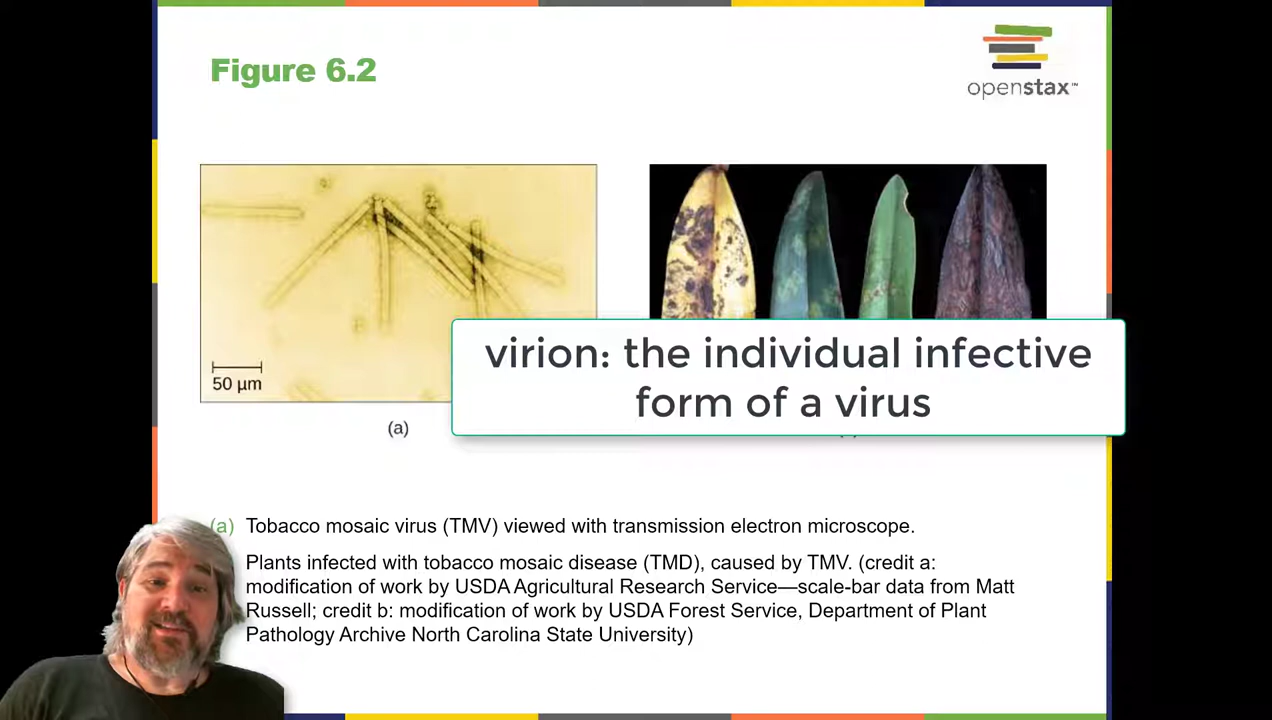 Figure 6.2
openstax™
50 µm
virion: the individual infective
form of a virus
(a)
(a) Tobacco mosaic virus (TMV) viewed with transmission electron microscope.
Plants infected with tobacco mosaic disease (TMD), caused by TMV. (credit a:
modification of work by USDA Agricultural Research Service—scale-bar data from Matt
Russell; credit b: modification of work by USDA Forest Service, Department of Plant
Pathology Archive North Carolina State University)